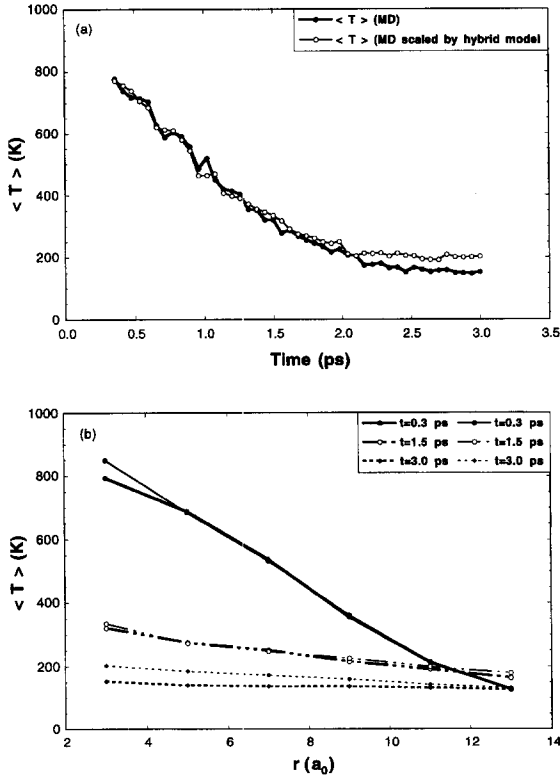 (a)
< T > (MD)
< T > (MD scaled by hybrid model
1000
800
600
400
200
0
< T > (K)
0.0 0.5 1.0 1.5 2.0 2.5 3.0 3.5
Time (ps)
(b)
t=0.3 ps t=0.3 ps
t=1.5 ps t=1.5 ps
t=3.0 ps t=3.0 ps
1000
800
600
400
200
0
< T > (K)
2 4 6 8 10 12 14
r (a₀)